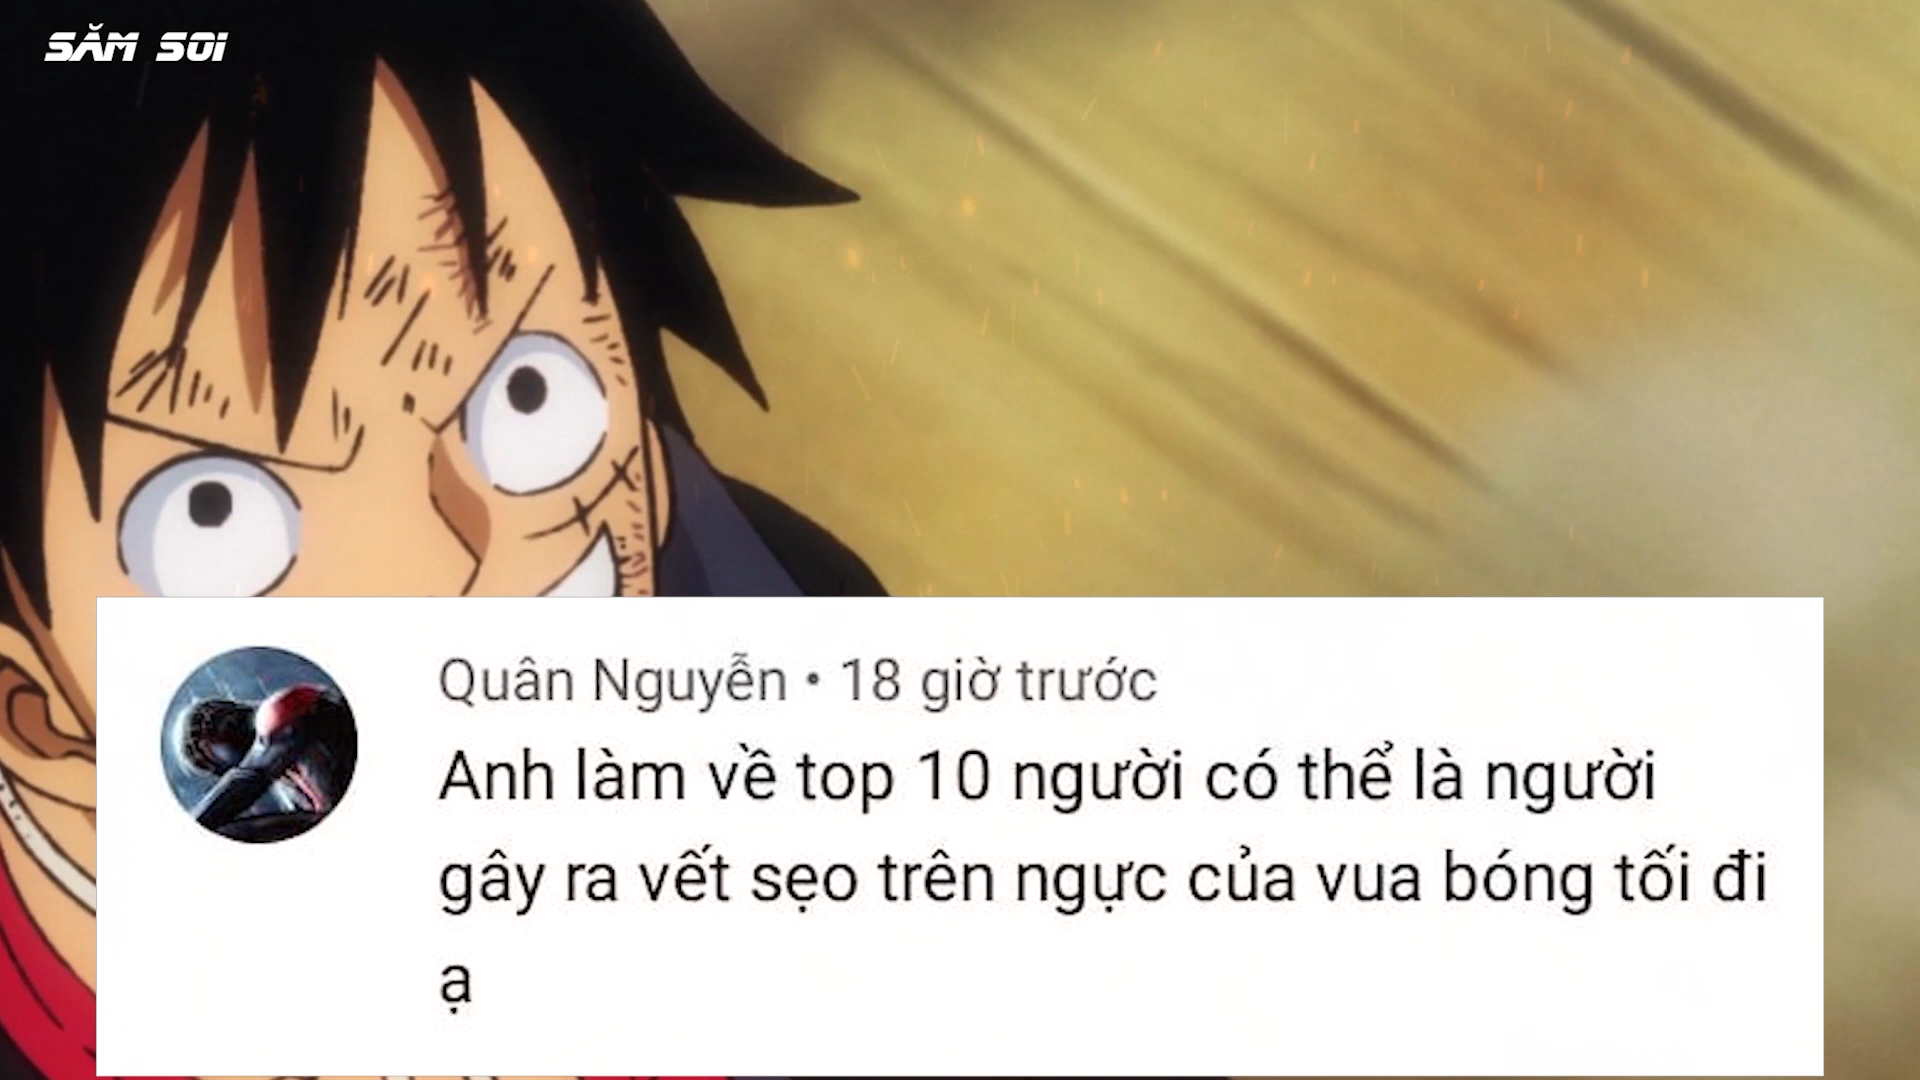 SĂM SOI
Quân Nguyễn • 18 giờ trước
Anh làm về top 10 người có thể là người
gây ra vết sẹo trên ngực của vua bóng tối đi
ạ